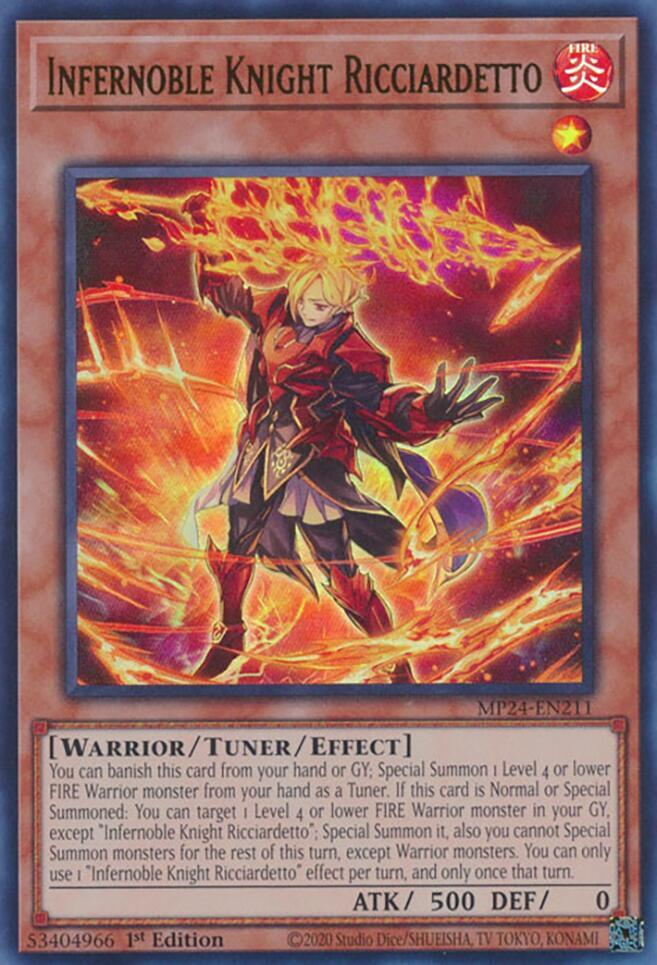 INFERNOBLE KNIGHT RICCIARDETTO
FIRE
炎
MP24-EN211
[WARRIOR/TUNER/EFFECT]
You can banish this card from your hand or GY; Special Summon 1 Level 4 or lower
FIRE Warrior monster from your hand as a Tuner. If this card is Normal or Special
Summoned: You can target 1 Level 4 or lower FIRE Warrior monster in your GY,
except "Infernoble Knight Ricciardetto"; Special Summon it, also you cannot Special
Summon monsters for the rest of this turn, except Warrior monsters. You can only
use 1 "Infernoble Knight Ricciardetto" effect per turn, and only once that turn.
ATK/ 500 DEF/ 0
53404966 1st Edition ©2020 Studio Dice/SHUEISHA, TV TOKYO, KONAMI